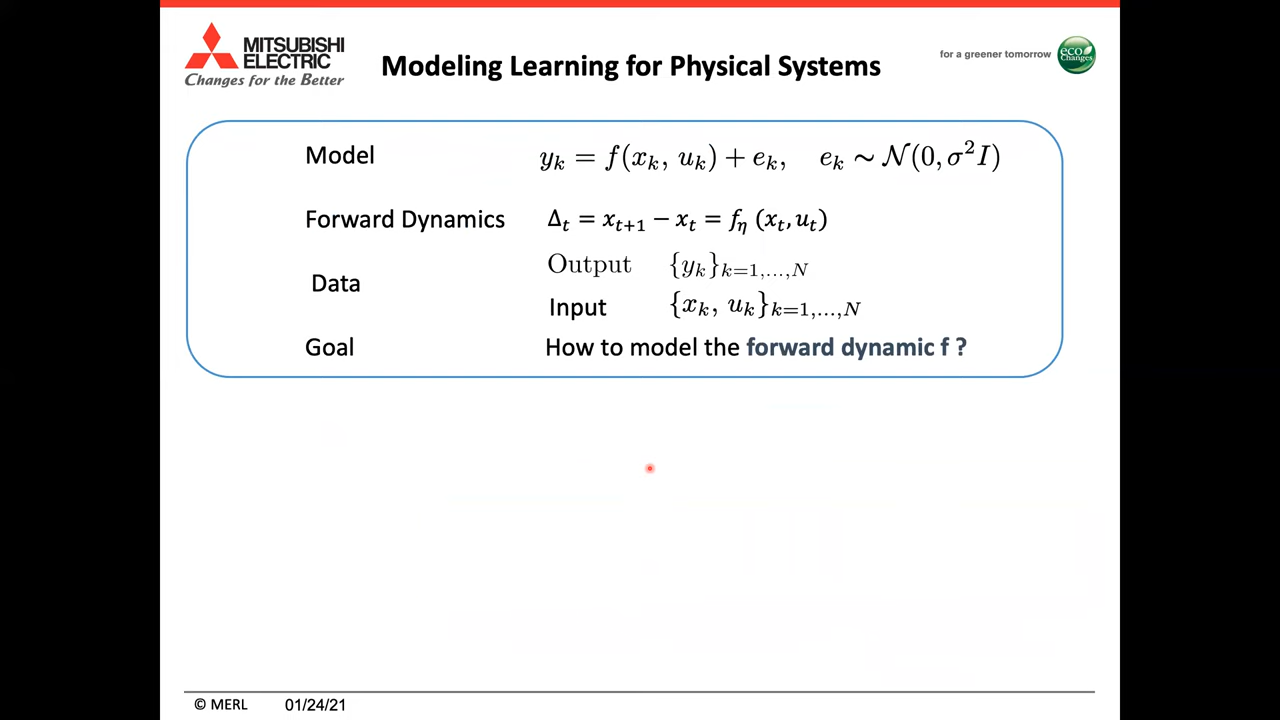 MITSUBISHI
ELECTRIC
Changes for the Better
Modeling Learning for Physical Systems
for a greener tomorrow
eco
Changes
Model y_k = f(x_k, u_k) + e_k, e_k ∼ 𝒩(0, σ²I)
Forward Dynamics Δ_t = x_{t+1} − x_t = f_η (x_t, u_t)
Data
Output {y_k}_{k=1,...,N}
Input {x_k, u_k}_{k=1,...,N}
Goal How to model the forward dynamic f ?
© MERL 01/24/21